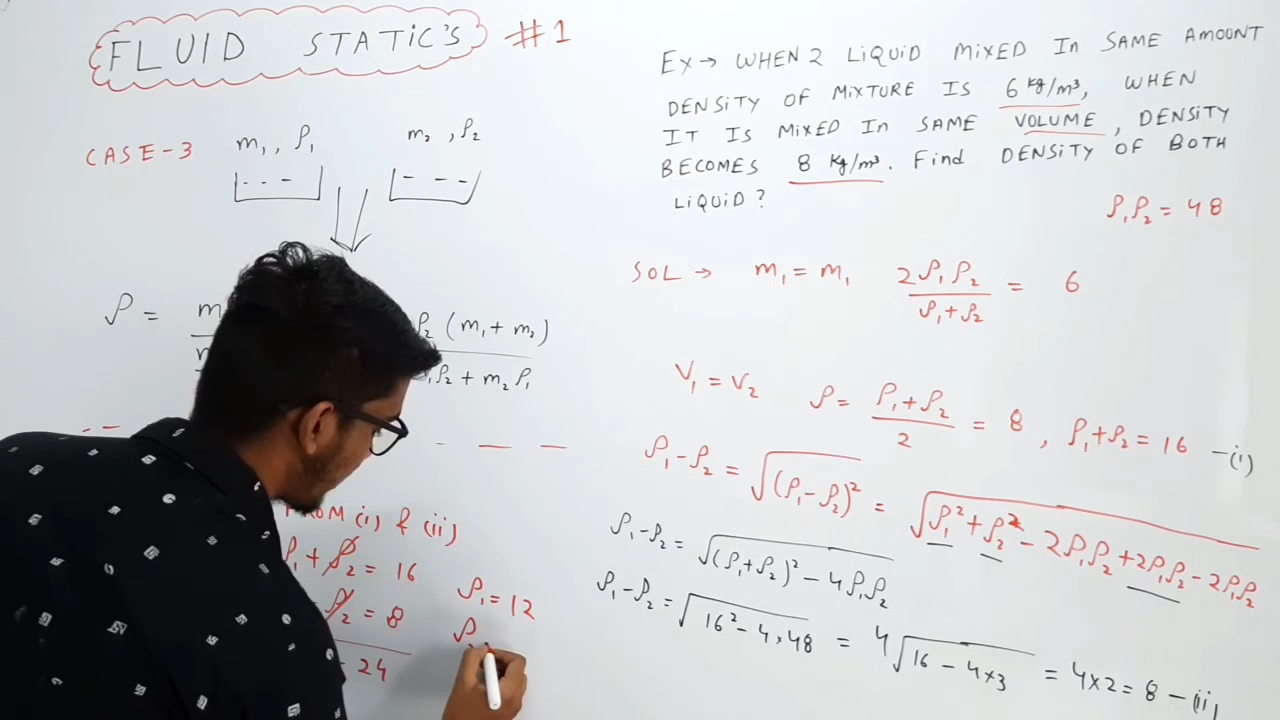 FLUID STATIC'S #1
CASE-3
m₁, ρ₁
m₂, ρ₂
ρ =
ρ₂ (m₁ + m₂)
ρ₂ + m₂ρ₁
FROM (i) & (ii)
ρ₁ + ρ₂ = 16
ρ₂ = 8
24
ρ₁ = 12
ρ
EX → WHEN 2 LIQUID MIXED IN SAME AMOUNT
DENSITY OF MIXTURE IS 6 kg/m³, WHEN
IT IS MIXED IN SAME VOLUME, DENSITY
BECOMES 8 kg/m³. Find DENSITY OF BOTH
LIQUID?
ρ₁ρ₂ = 48
SOL → m₁ = m₁ 2ρ₁ρ₂/(ρ₁+ρ₂) = 6
V₁ = V₂ ρ = (ρ₁+ρ₂)/2 = 8, ρ₁+ρ₂ = 16 –(i)
ρ₁-ρ₂ = √(ρ₁-ρ₂)² = √ρ₁²+ρ₂²-2ρ₁ρ₂+2ρ₁ρ₂-2ρ₁ρ₂
ρ₁-ρ₂ = √(ρ₁+ρ₂)²-4ρ₁ρ₂
ρ₁-ρ₂ = √16²-4×48 = 4√16-4×3 = 4×2 = 8 –(ii)